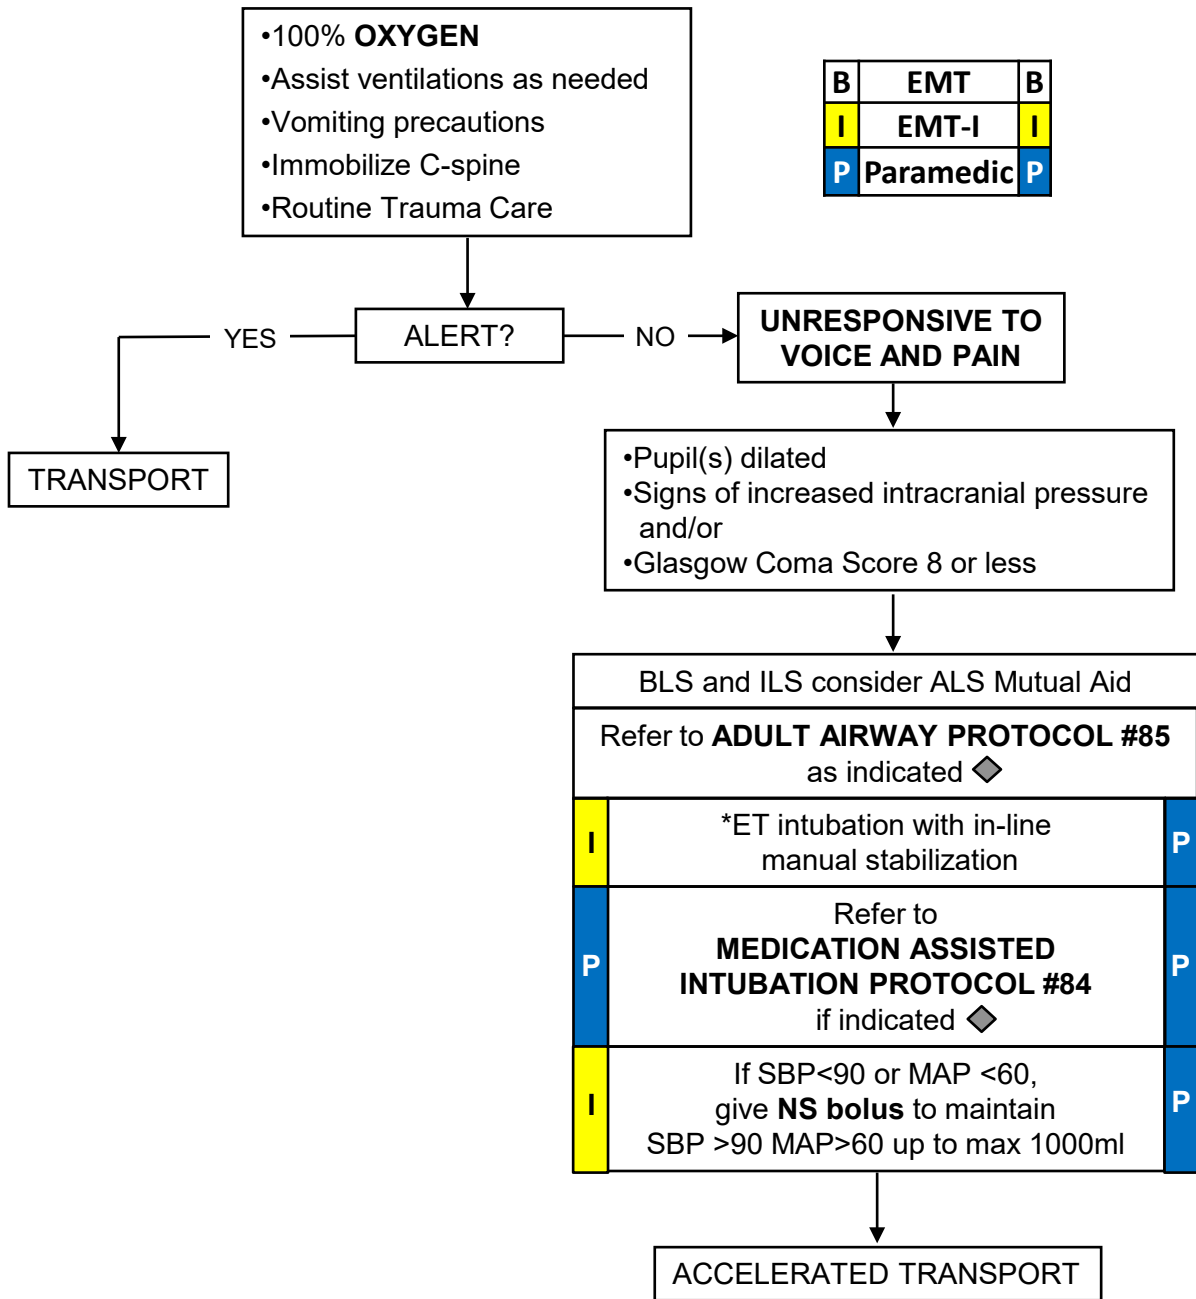 •100% OXYGEN
•Assist ventilations as needed
•Vomiting precautions
•Immobilize C-spine
•Routine Trauma Care
B EMT B
I EMT-I I
P Paramedic P
YES
ALERT?
NO
UNRESPONSIVE TO
VOICE AND PAIN
TRANSPORT
•Pupil(s) dilated
•Signs of increased intracranial pressure
and/or
•Glasgow Coma Score 8 or less
BLS and ILS consider ALS Mutual Aid
Refer to ADULT AIRWAY PROTOCOL #85
as indicated
I *ET intubation with in-line P
manual stabilization
Refer to
P MEDICATION ASSISTED P
INTUBATION PROTOCOL #84
if indicated
If SBP<90 or MAP <60,
I give NS bolus to maintain P
SBP >90 MAP>60 up to max 1000ml
ACCELERATED TRANSPORT